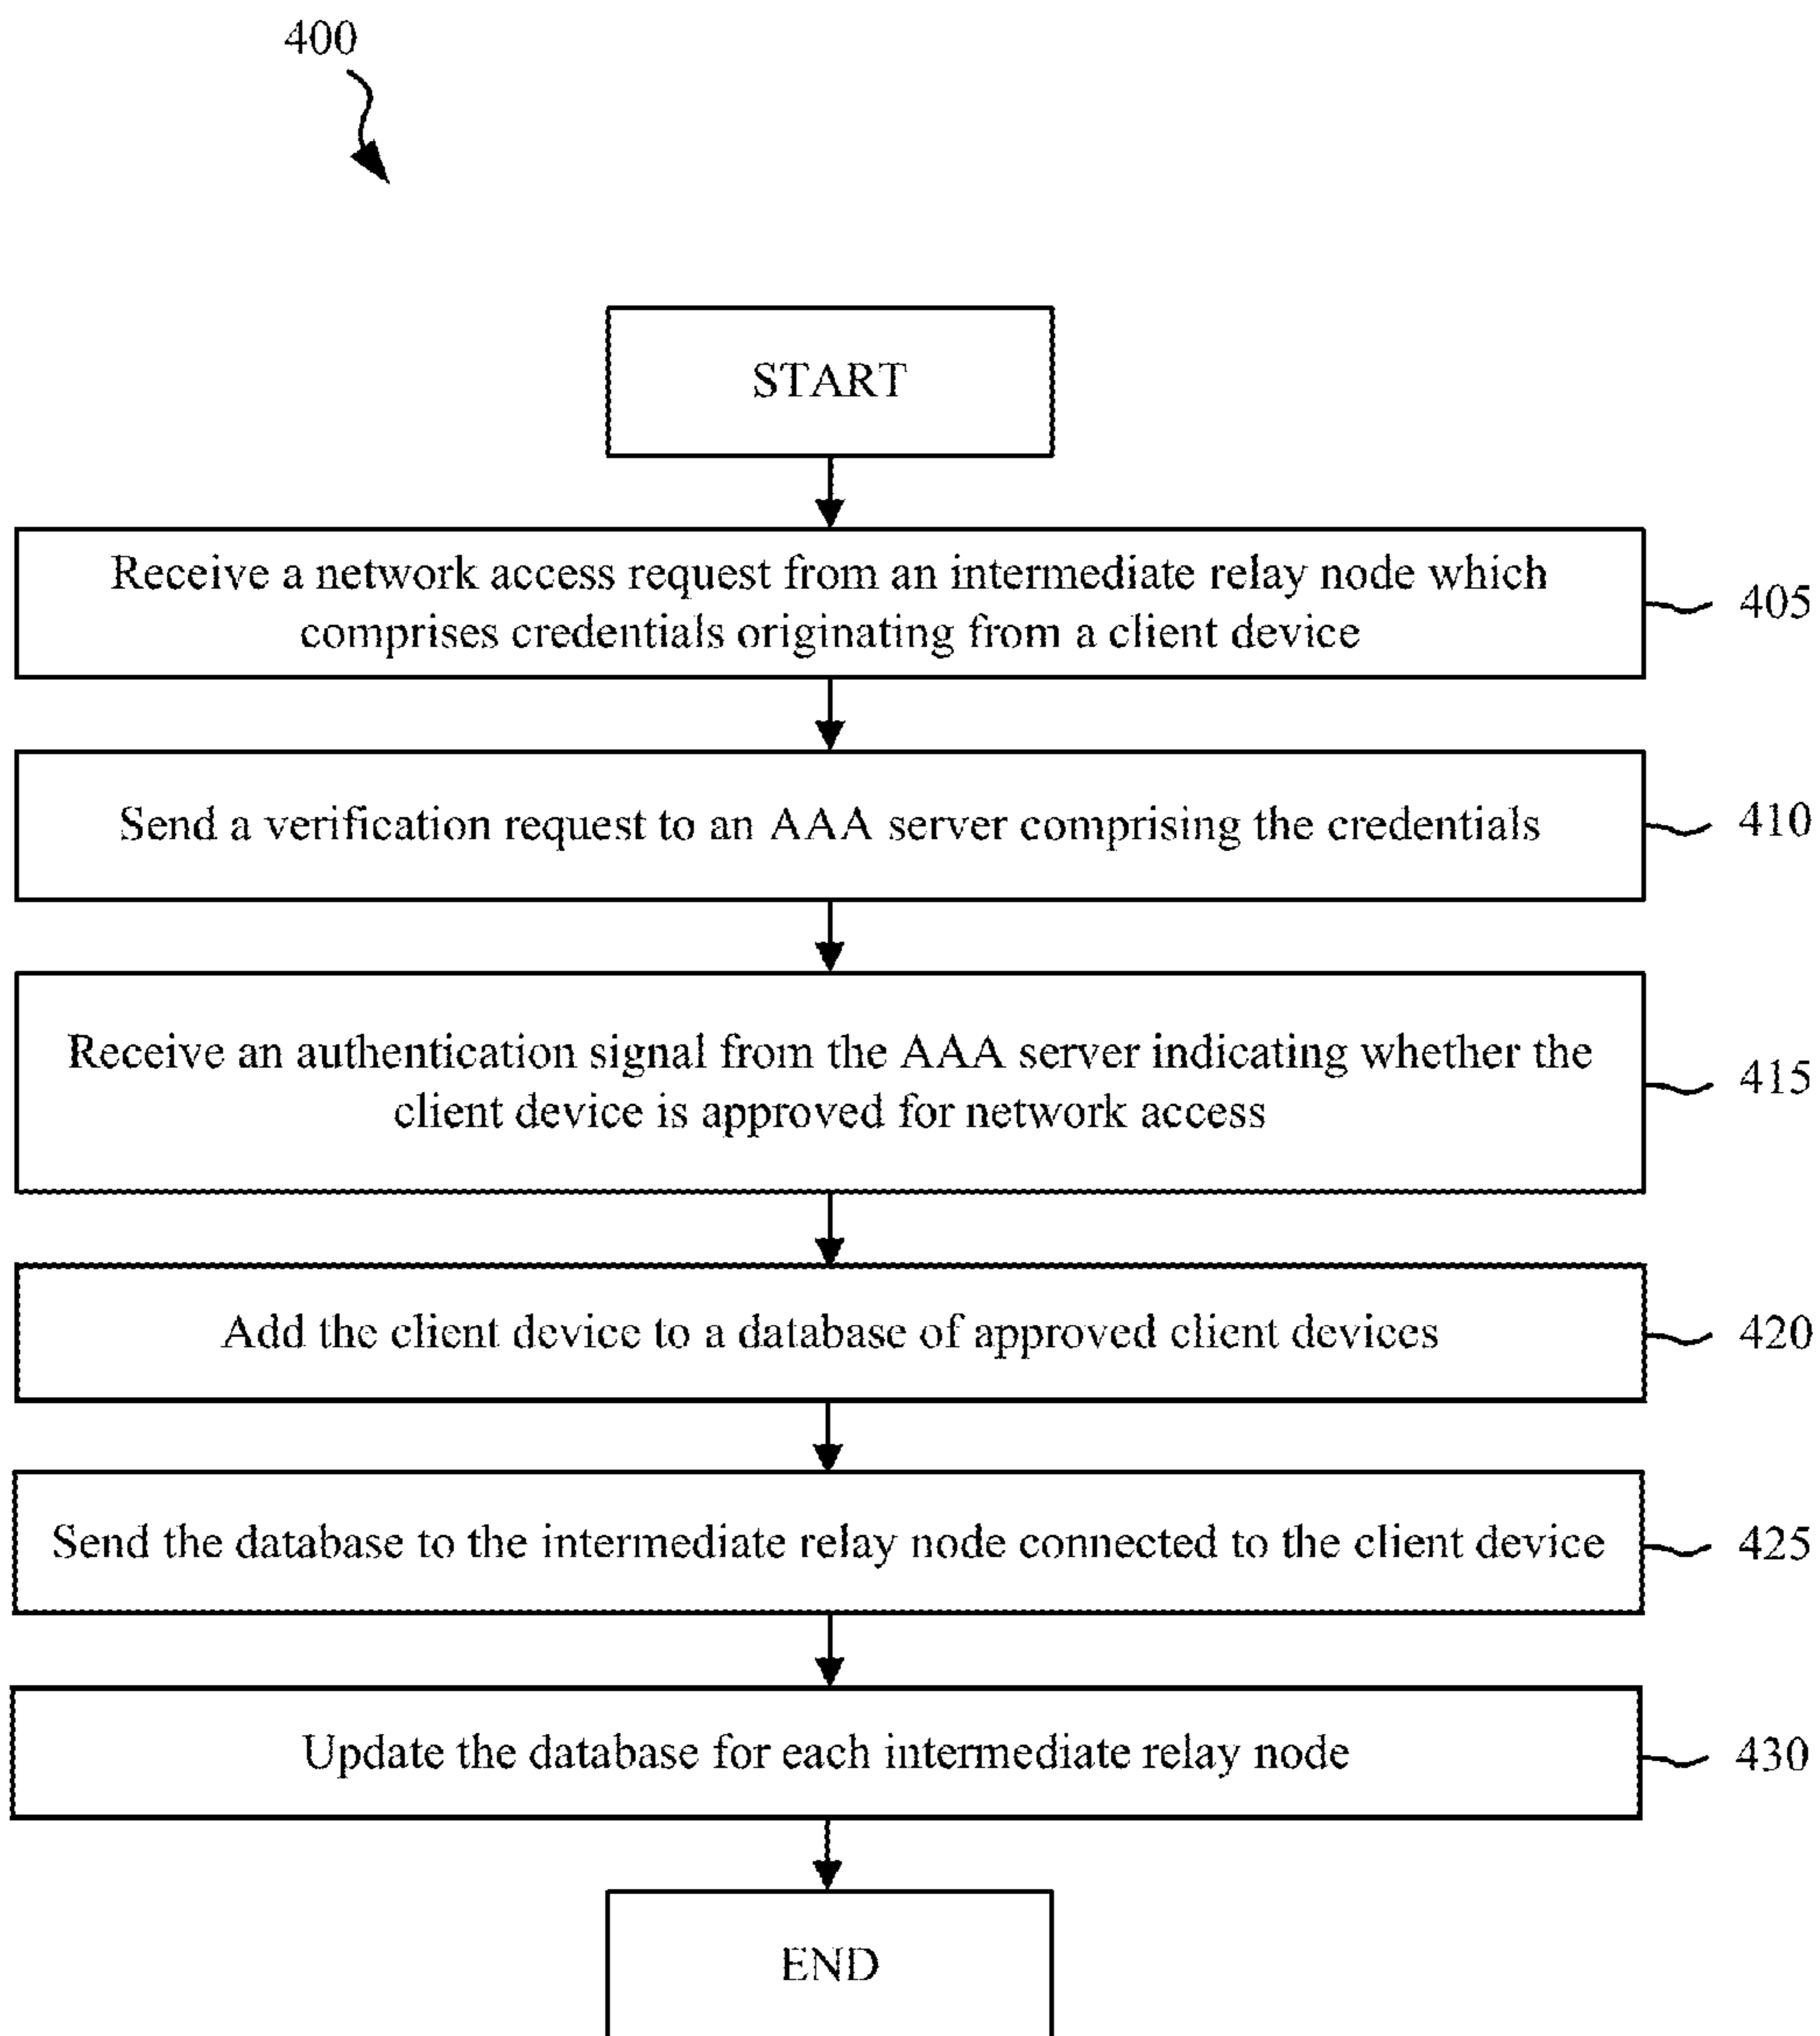 400
START
Receive a network access request from an intermediate relay node which
comprises credentials originating from a client device
405
Send a verification request to an AAA server comprising the credentials
410
Receive an authentication signal from the AAA server indicating whether the
client device is approved for network access
415
Add the client device to a database of approved client devices
420
Send the database to the intermediate relay node connected to the client device
425
Update the database for each intermediate relay node
430
END